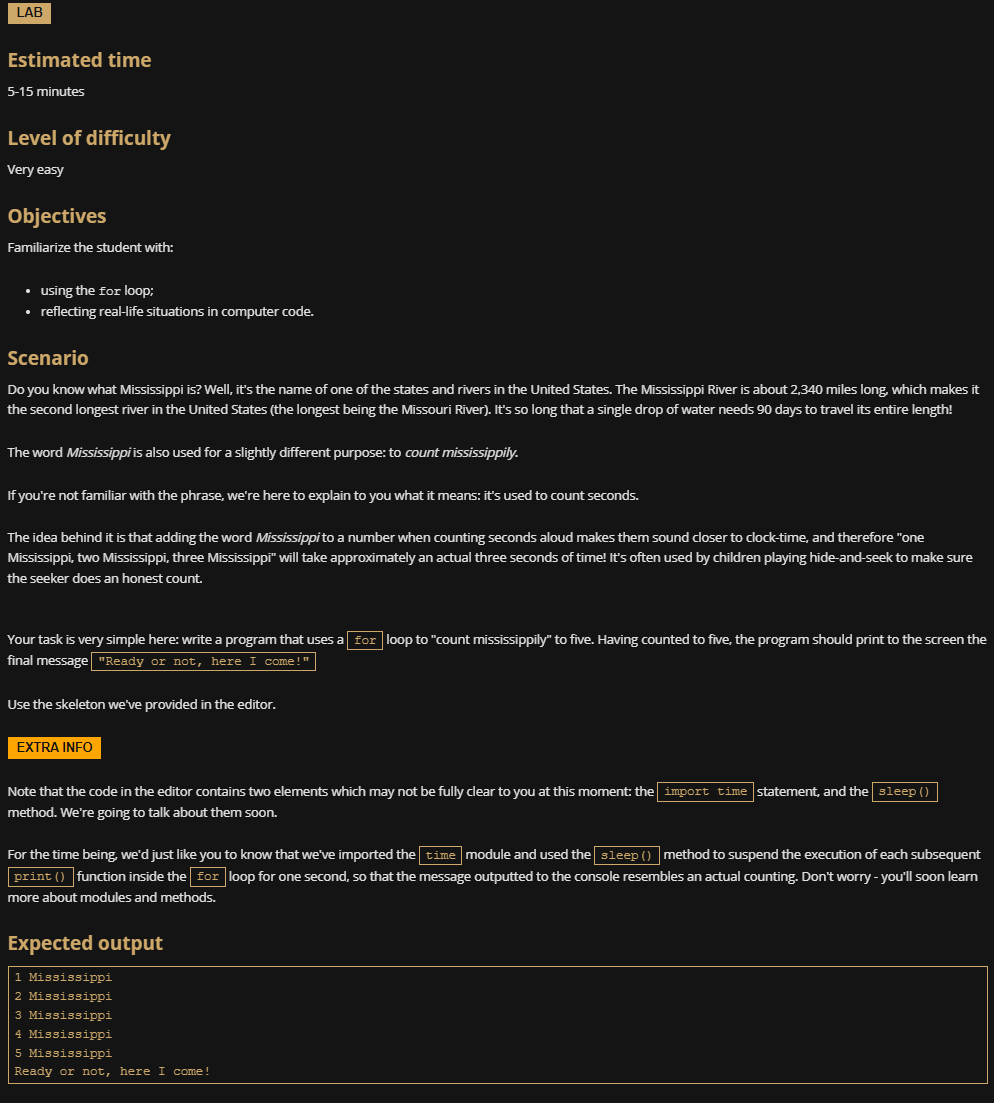 LAB
Estimated time
5-15 minutes
Level of difficulty
Very easy
Objectives
Familiarize the student with:
using the for loop;
reflecting real-life situations in computer code.
Scenario
Do you know what Mississippi is? Well, it's the name of one of the states and rivers in the United States. The Mississippi River is about 2,340 miles long, which makes it
the second longest river in the United States (the longest being the Missouri River). It's so long that a single drop of water needs 90 days to travel its entire length!
The word Mississippi is also used for a slightly different purpose: to count mississippily.
If you're not familiar with the phrase, we're here to explain to you what it means: it's used to count seconds.
The idea behind it is that adding the word Mississippi to a number when counting seconds aloud makes them sound closer to clock-time, and therefore "one
Mississippi, two Mississippi, three Mississippi" will take approximately an actual three seconds of time! It's often used by children playing hide-and-seek to make sure
the seeker does an honest count.
Your task is very simple here: write a program that uses a for loop to "count mississippily" to five. Having counted to five, the program should print to the screen the
final message "Ready or not, here I come!"
Use the skeleton we've provided in the editor.
EXTRA INFO
Note that the code in the editor contains two elements which may not be fully clear to you at this moment: the import time statement, and the sleep()
method. We're going to talk about them soon.
For the time being, we'd just like you to know that we've imported the time module and used the sleep() method to suspend the execution of each subsequent
print() function inside the for loop for one second, so that the message outputted to the console resembles an actual counting. Don't worry - you'll soon learn
more about modules and methods.
Expected output
1 Mississippi
2 Mississippi
3 Mississippi
4 Mississippi
5 Mississippi
Ready or not, here I come!